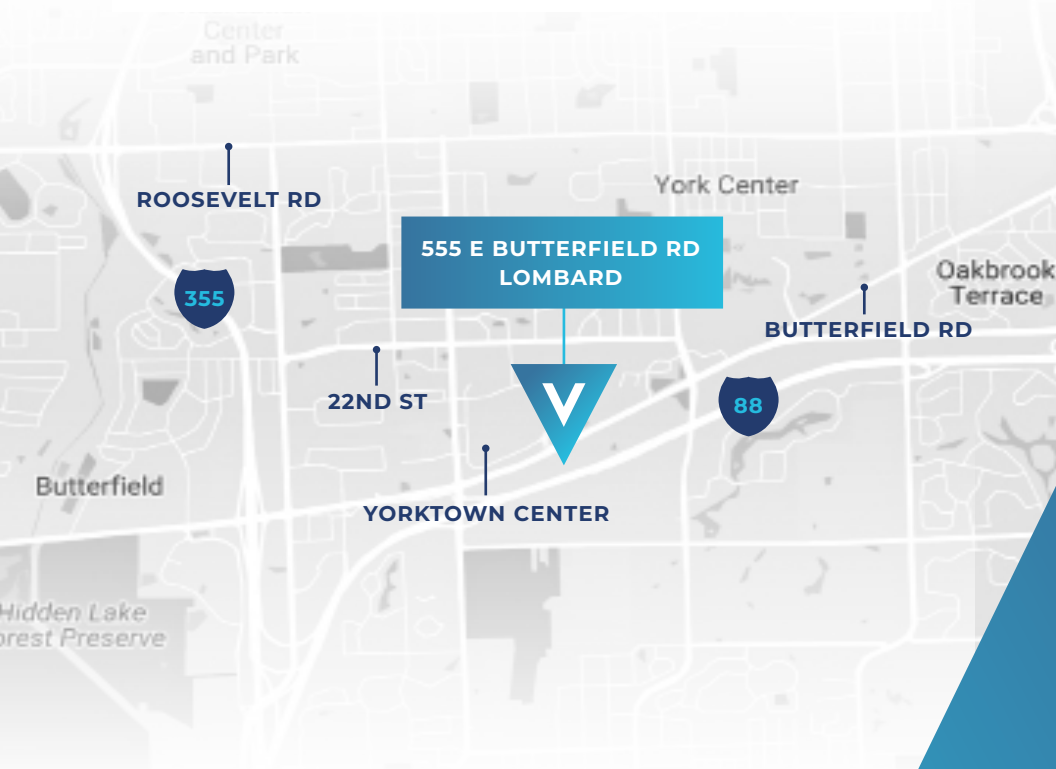 Center
and Park
ROOSEVELT RD
York Center
555 E BUTTERFIELD RD
LOMBARD
Oakbrook
Terrace
355
BUTTERFIELD RD
22ND ST
88
V
Butterfield
YORKTOWN CENTER
Hidden Lake
orest Preserve